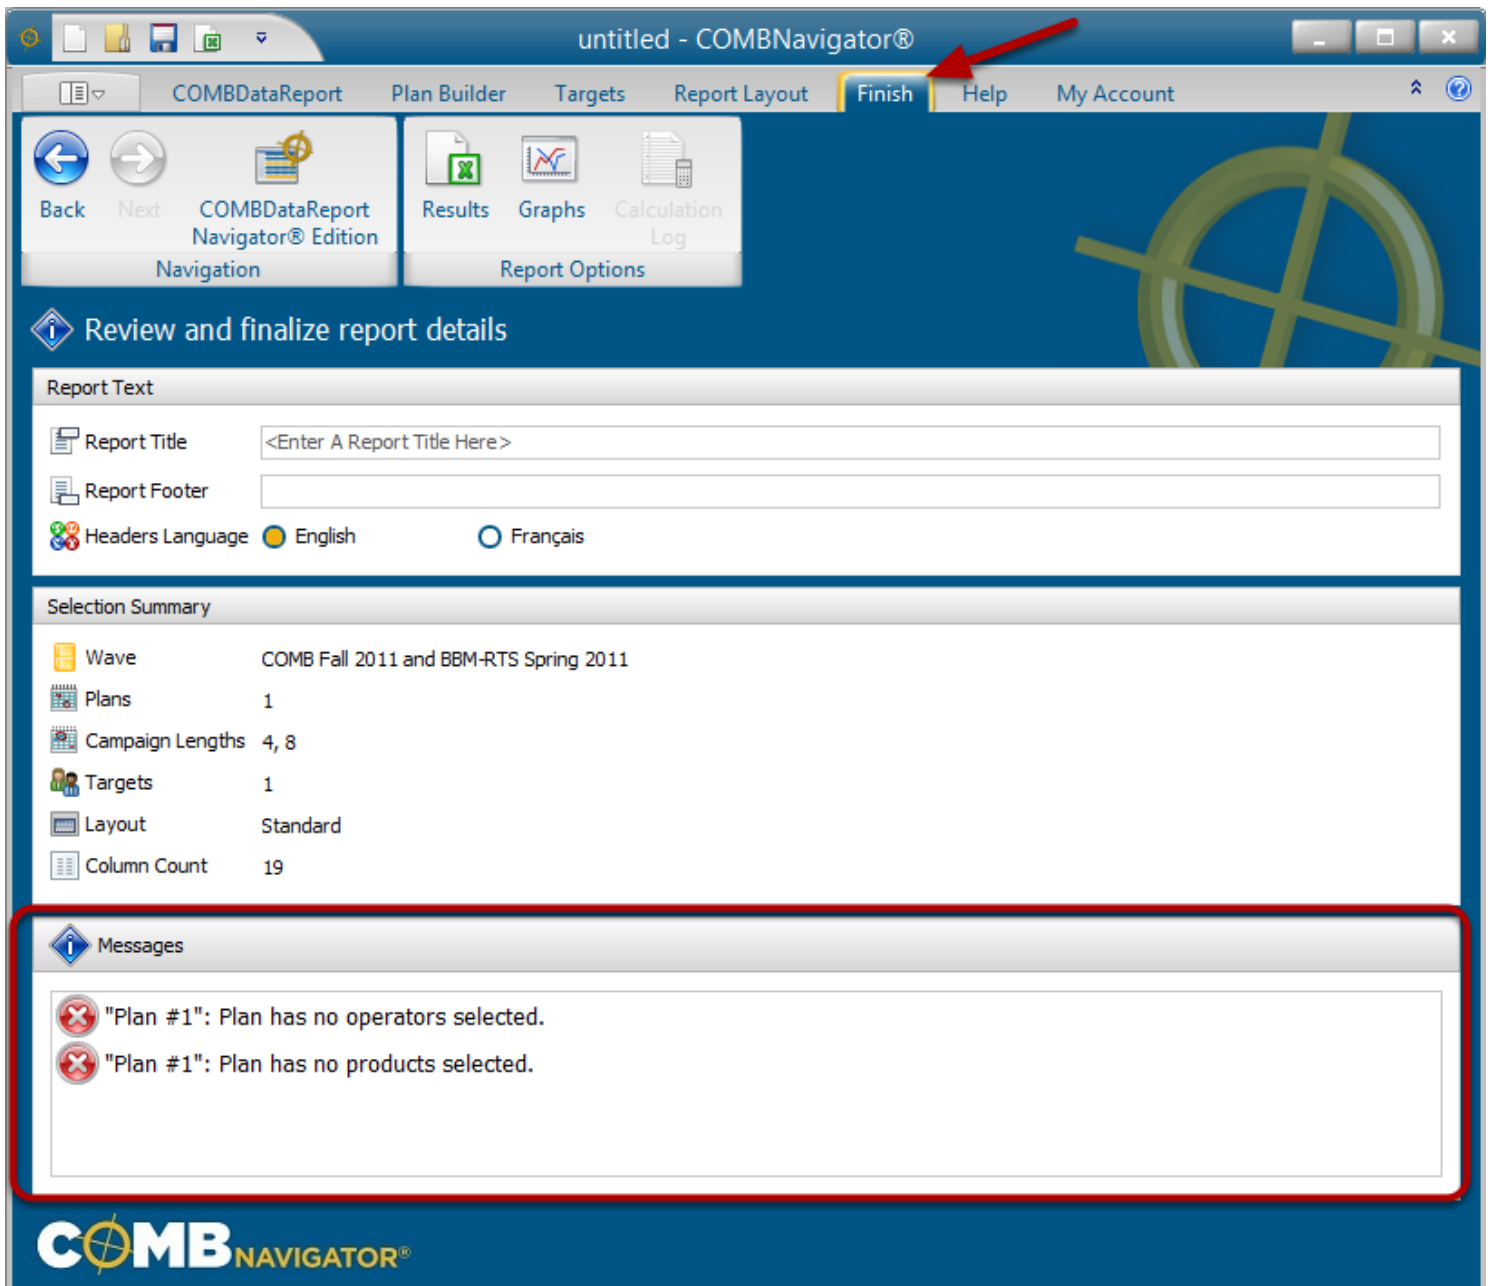 untitled - COMBNavigator®
COMBDataReport Plan Builder Targets Report Layout Finish Help My Account
Back Next COMBDataReport Navigator® Edition Results Graphs Calculation Log
Navigation Report Options
Review and finalize report details
Report Text
Report Title <Enter A Report Title Here>
Report Footer
Headers Language English Français
Selection Summary
Wave COMB Fall 2011 and BBM-RTS Spring 2011
Plans 1
Campaign Lengths 4, 8
Targets 1
Layout Standard
Column Count 19
Messages
"Plan #1": Plan has no operators selected.
"Plan #1": Plan has no products selected.
COMB NAVIGATOR®